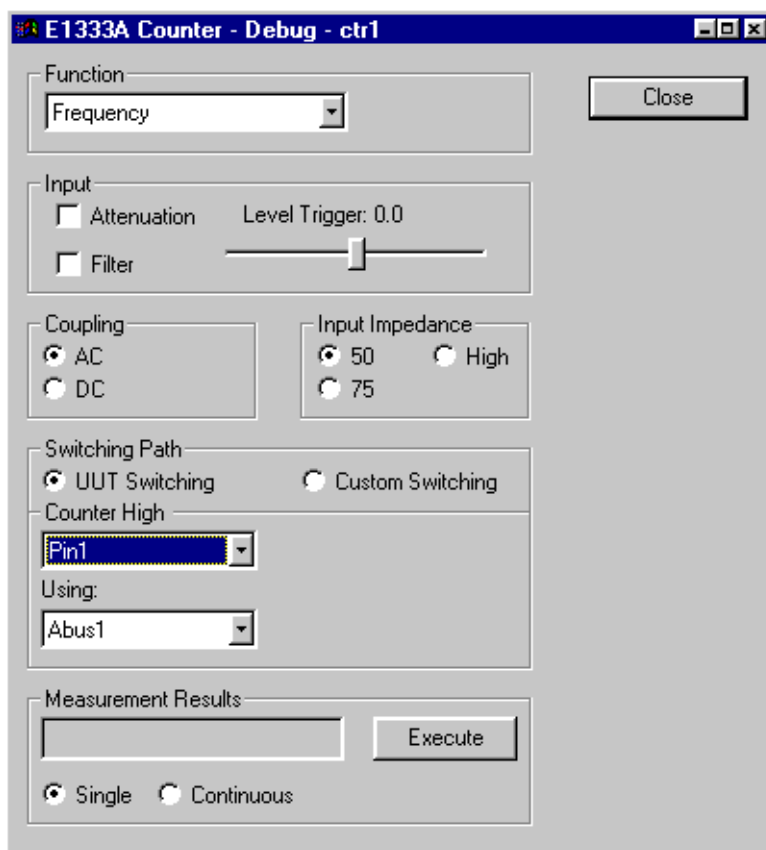 E1333A Counter - Debug - ctr1
Function
Frequency
Close
Input
Attenuation
Level Trigger: 0.0
Filter
Coupling
AC
DC
Input Impedance
50
High
75
Switching Path
UUT Switching
Custom Switching
Counter High
Pin1
Using:
Abus1
Measurement Results
Execute
Single
Continuous